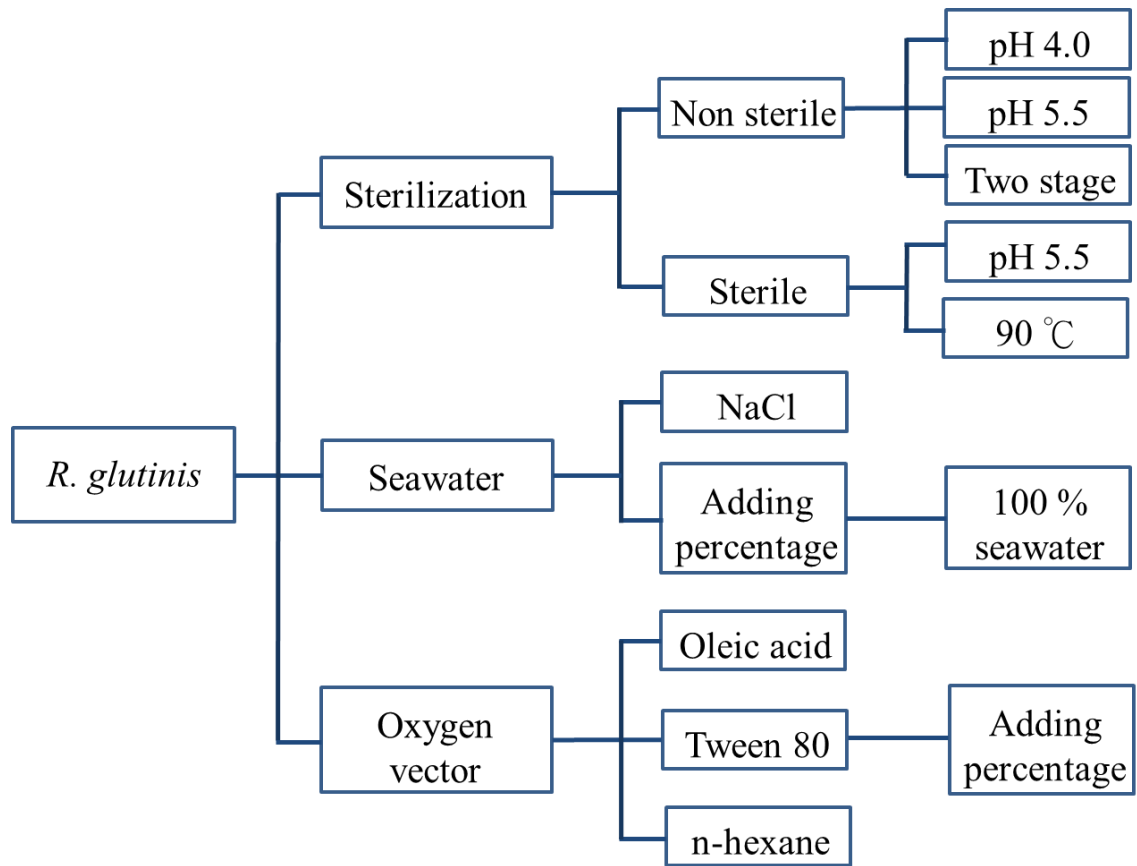 R. glutinis
Sterilization
Non sterile
pH 4.0
pH 5.5
Two stage
Sterile
pH 5.5
90 ℃
Seawater
NaCl
Adding
percentage
100 %
seawater
Oxygen
vector
Oleic acid
Tween 80
Adding
percentage
n-hexane